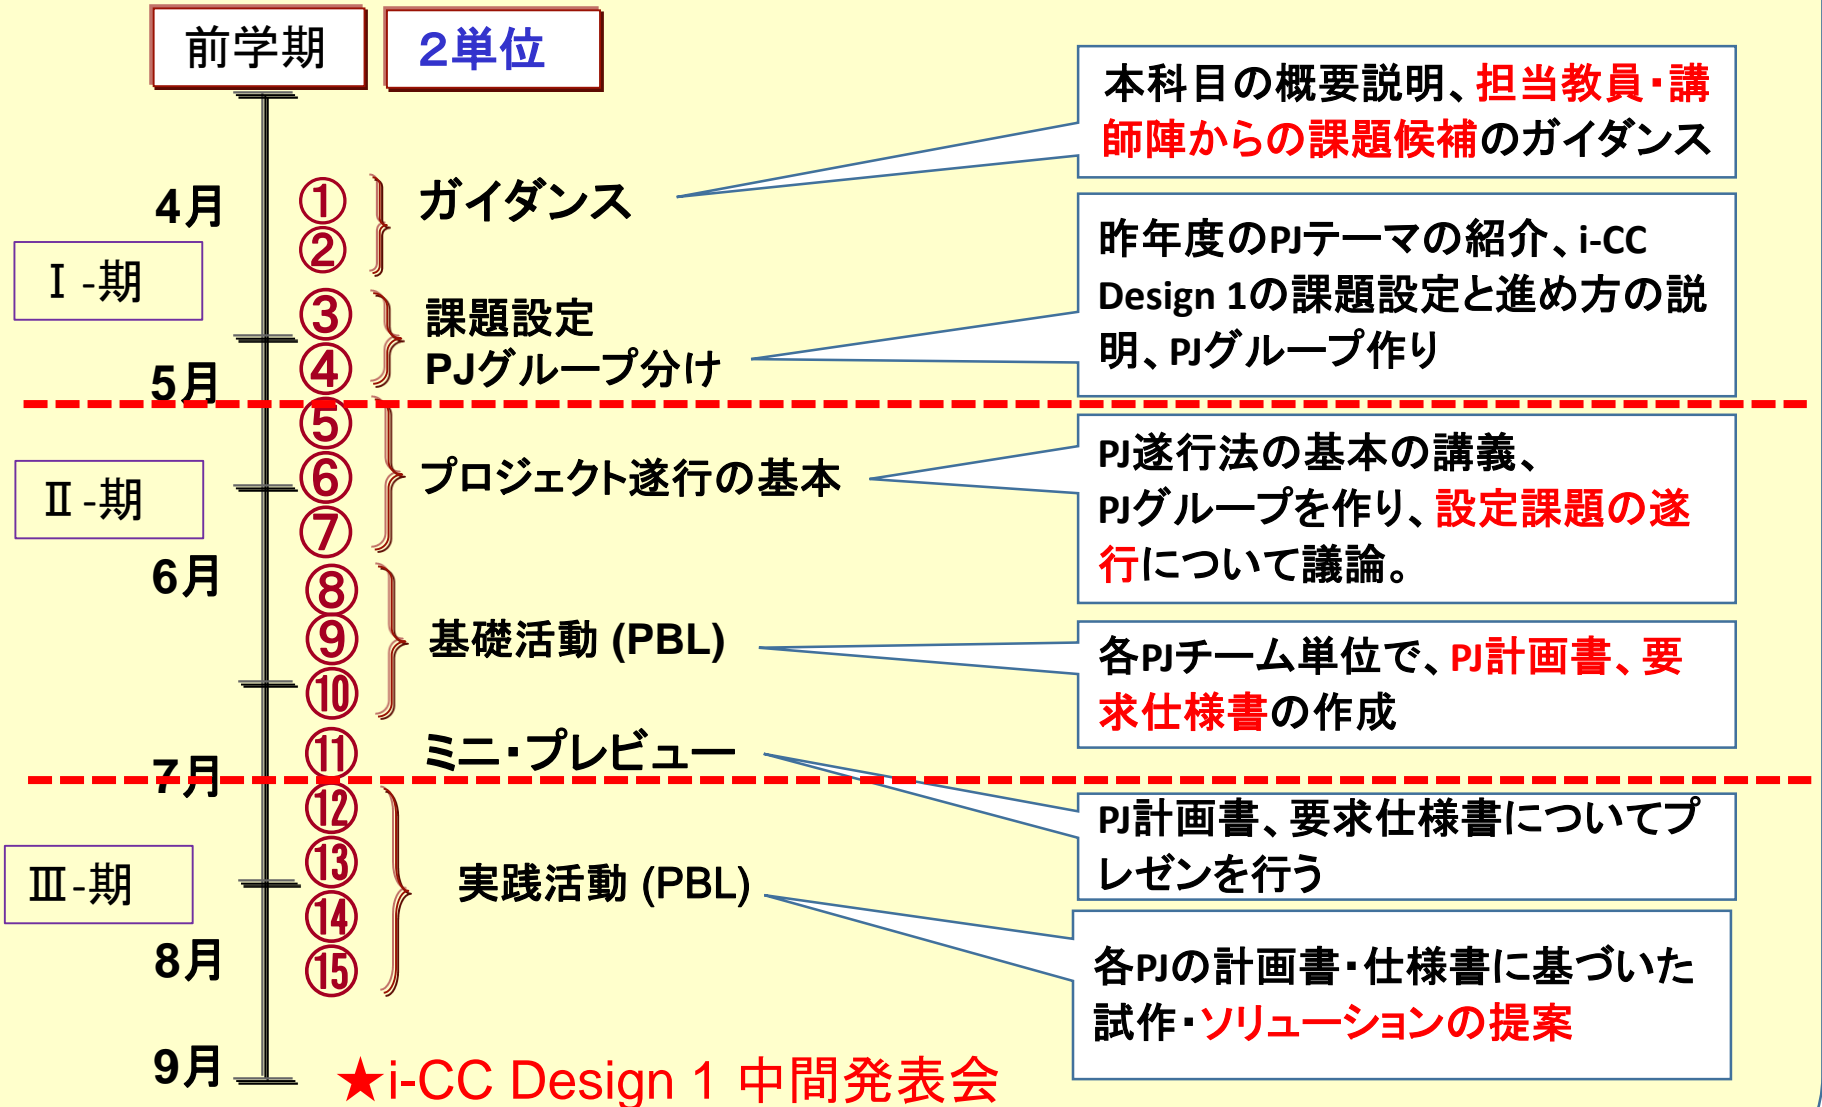 前学期
2単位
本科目の概要説明、担当教員・講
師陣からの課題候補のガイダンス
4月
①
②
ガイダンス
昨年度のPJテーマの紹介、i-CC
Design 1の課題設定と進め方の説
明、PJグループ作り
Ⅰ-期
③
④
課題設定
PJグループ分け
5月
⑤
⑥
⑦
プロジェクト遂行の基本
PJ遂行法の基本の講義、
PJグループを作り、設定課題の遂
行について議論。
Ⅱ-期
6月
⑧
⑨
⑩
基礎活動 (PBL)
各PJチーム単位で、PJ計画書、要
求仕様書の作成
⑪
ミニ・プレビュー
7月
PJ計画書、要求仕様書についてプ
レゼンを行う
⑫
⑬
⑭
⑮
実践活動 (PBL)
Ⅲ-期
8月
各PJの計画書・仕様書に基づいた
試作・ソリューションの提案
9月
★i-CC Design 1 中間発表会